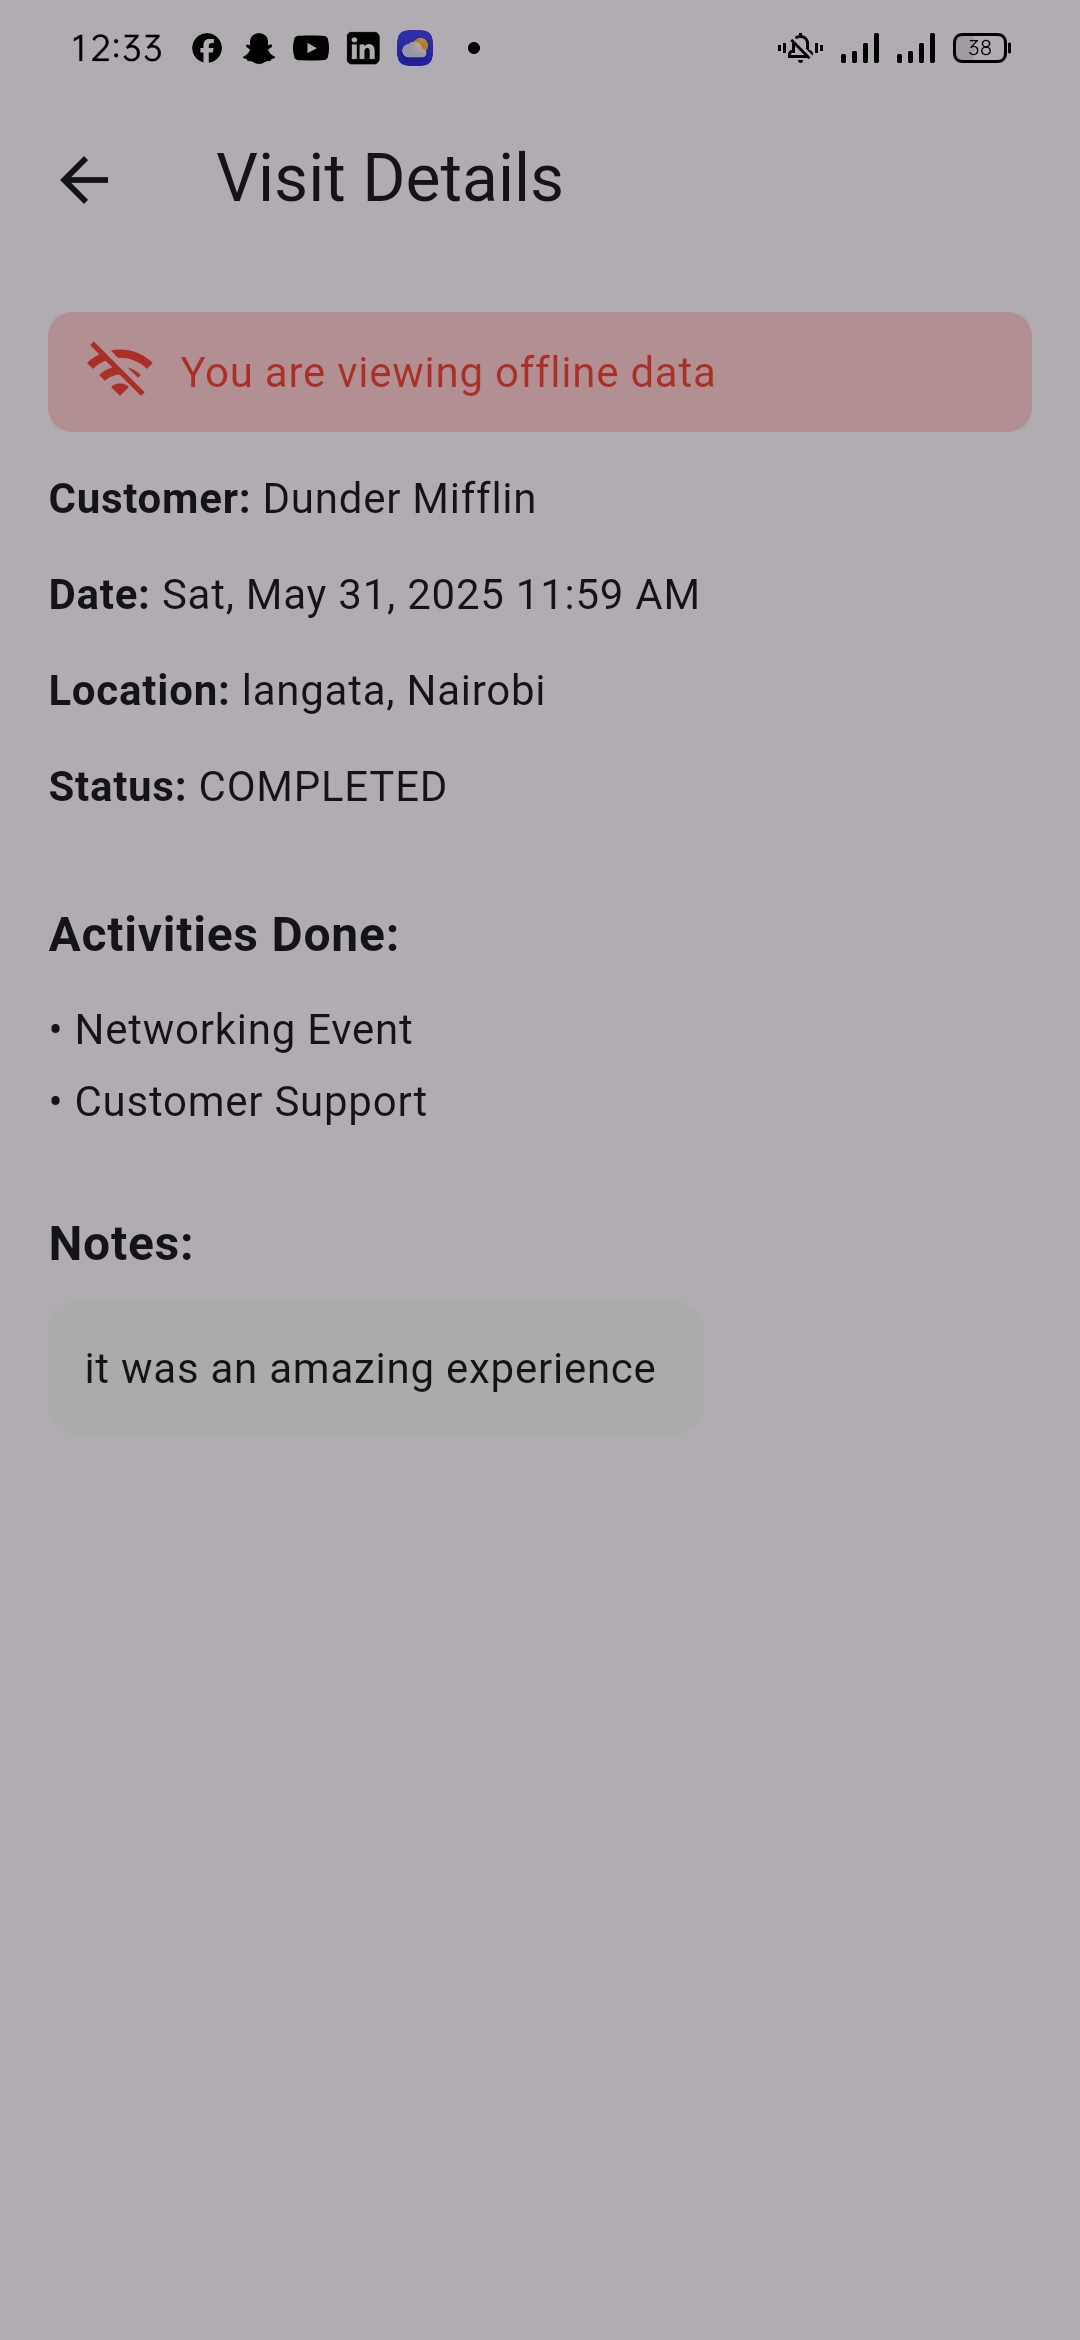 12:33
38
Visit Details
You are viewing offline data
Customer: Dunder Mifflin
Date: Sat, May 31, 2025 11:59 AM
Location: langata, Nairobi
Status: COMPLETED
Activities Done:
• Networking Event
• Customer Support
Notes:
it was an amazing experience